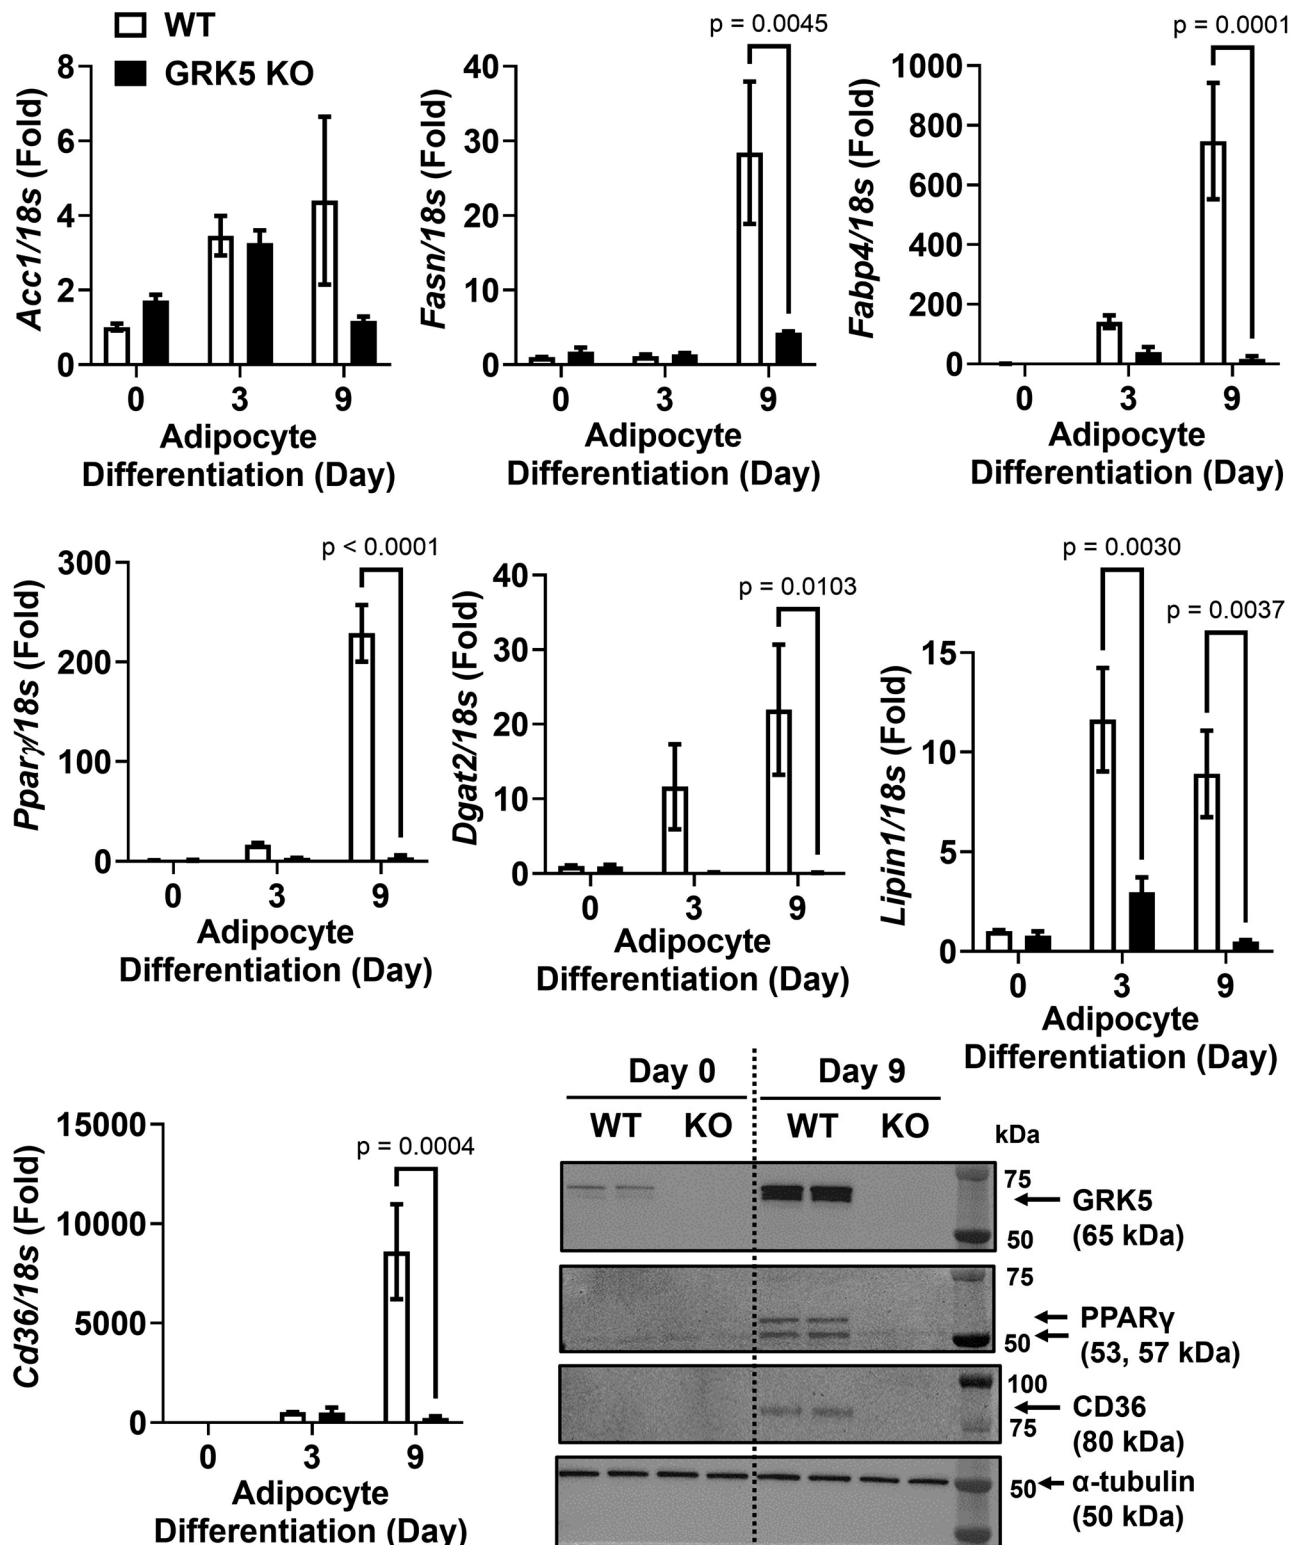 WT
GRK5 KO
Acc1/18s (Fold)
8
6
4
2
0
0 3 9
Adipocyte
Differentiation (Day)
p = 0.0045
Fasn/18s (Fold)
40
30
20
10
0
0 3 9
Adipocyte
Differentiation (Day)
p = 0.0001
Fabp4/18s (Fold)
1000
800
600
400
200
0
0 3 9
Adipocyte
Differentiation (Day)
p < 0.0001
Pparγ/18s (Fold)
300
200
100
0
0 3 9
Adipocyte
Differentiation (Day)
p = 0.0103
Dgat2/18s (Fold)
40
30
20
10
0
0 3 9
Adipocyte
Differentiation (Day)
p = 0.0030
p = 0.0037
Lipin1/18s (Fold)
15
10
5
0
0 3 9
Adipocyte
Differentiation (Day)
p = 0.0004
Cd36/18s (Fold)
15000
10000
5000
0
0 3 9
Adipocyte
Differentiation (Day)
Day 0 Day 9
WT KO WT KO
kDa
75
GRK5
50
(65 kDa)
75
PPARγ
50
(53, 57 kDa)
100
CD36
75
(80 kDa)
50
α-tubulin
(50 kDa)